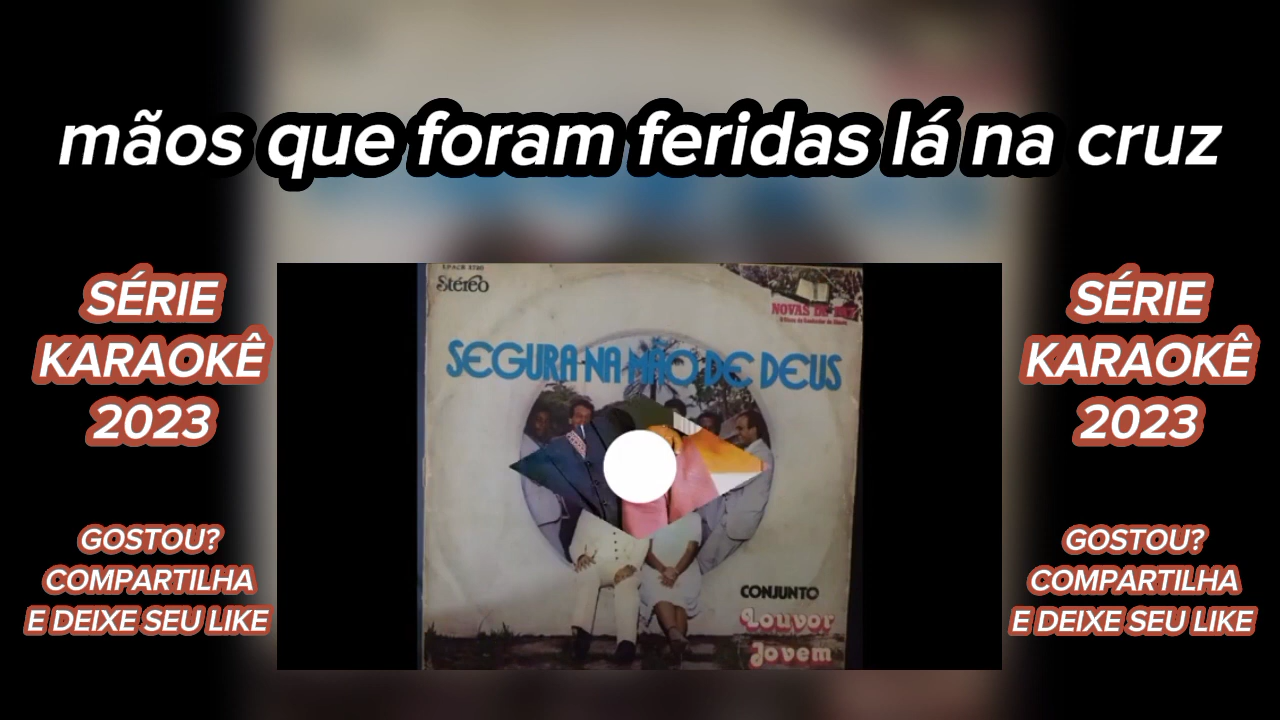 mãos que foram feridas lá na cruz
SÉRIE
KARAOKÊ
2023
GOSTOU?
COMPARTILHA
E DEIXE SEU LIKE
Stéreo
NOVAS DE
SEGURA NA MÃO DE DEUS
CONJUNTO
Louvor
Jovem
SÉRIE
KARAOKÊ
2023
GOSTOU?
COMPARTILHA
E DEIXE SEU LIKE